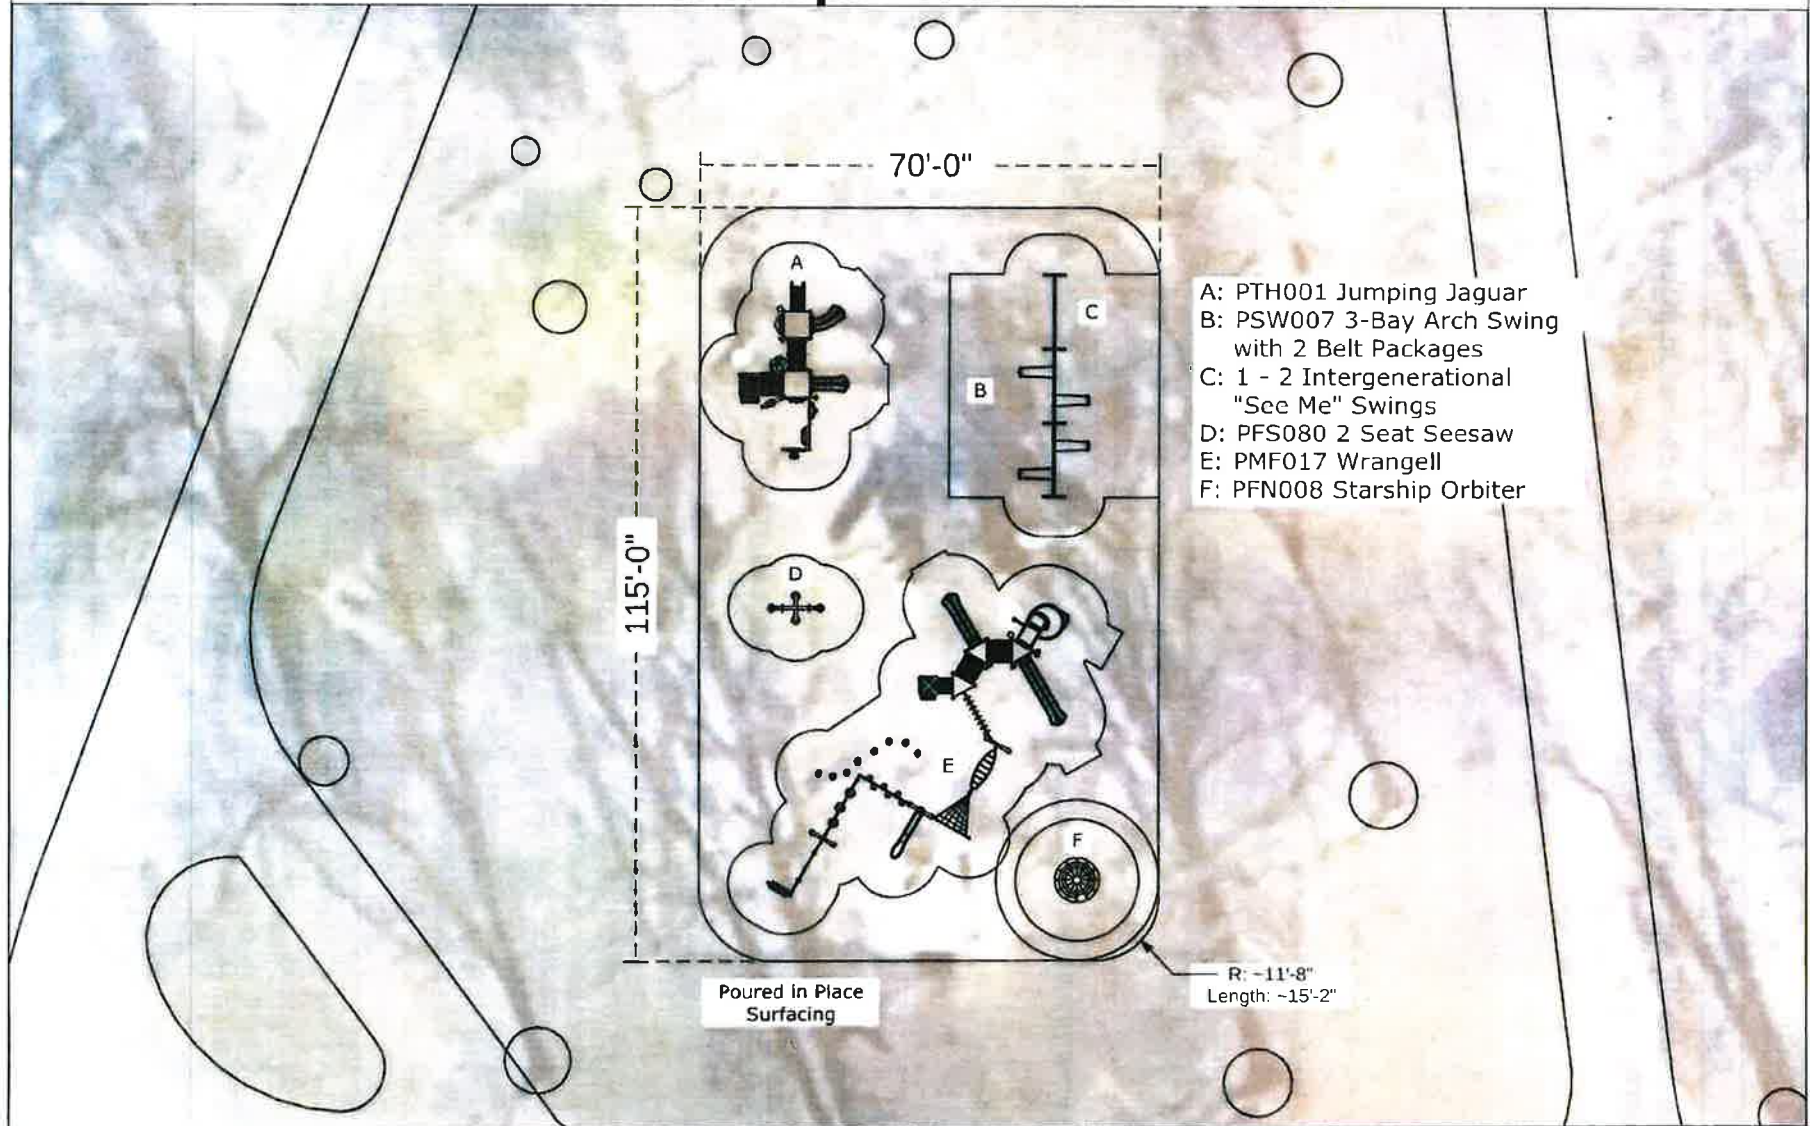 70'-0"
A
C
B
A: PTH001 Jumping Jaguar
B: PSW007 3-Bay Arch Swing
with 2 Belt Packages
C: 1 - 2 Intergenerational
"See Me" Swings
D: PFS080 2 Seat Seesaw
E: PMF017 Wrangell
F: PFN008 Starship Orbiter
115'-0"
D
E
F
R: ~11'-8"
Length: ~15'-2"
Poured in Place
Surfacing